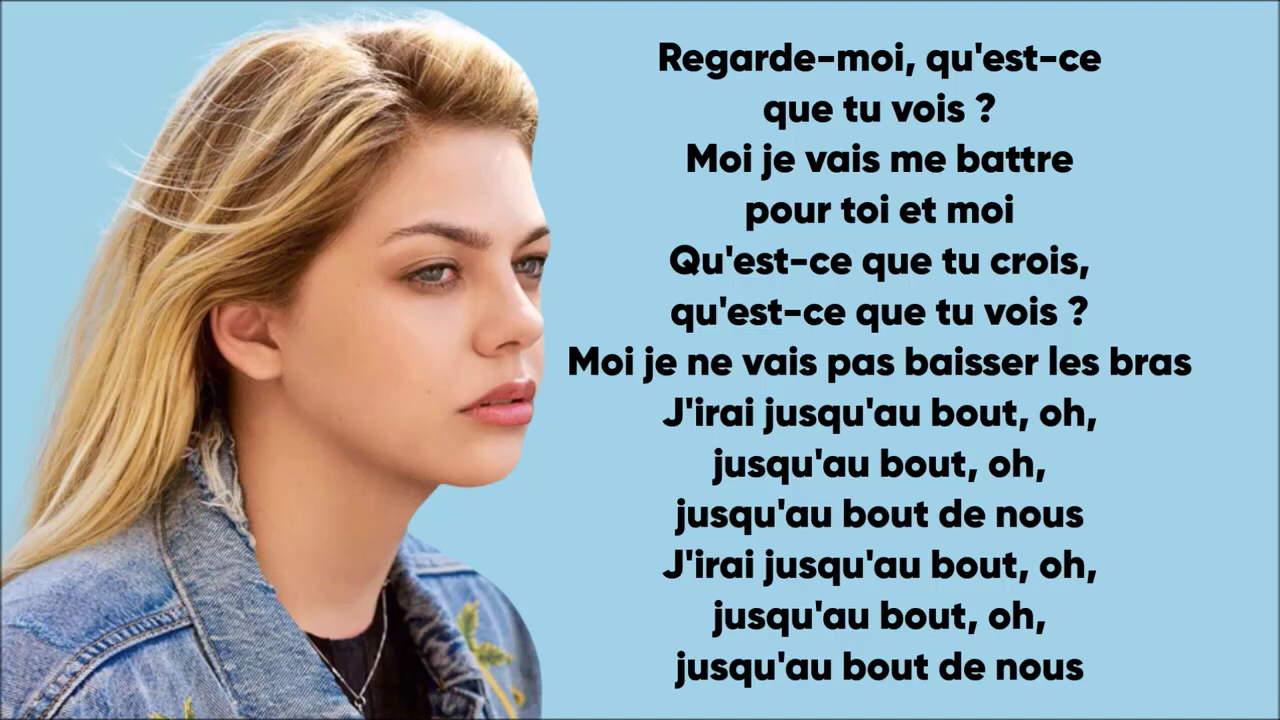 Regarde-moi, qu'est-ce
que tu vois ?
Moi je vais me battre
pour toi et moi
Qu'est-ce que tu crois,
qu'est-ce que tu vois ?
Moi je ne vais pas baisser les bras
J'irai jusqu'au bout, oh,
jusqu'au bout, oh,
jusqu'au bout de nous
J'irai jusqu'au bout, oh,
jusqu'au bout, oh,
jusqu'au bout de nous